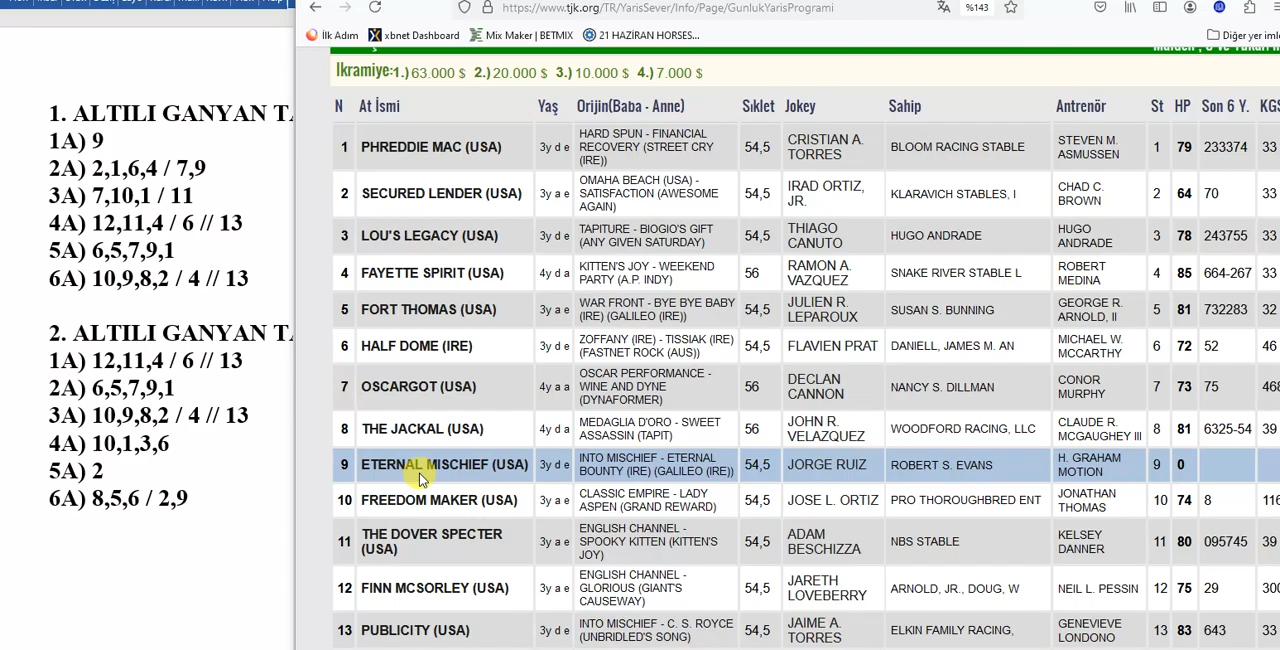 1. ALTILI GANYAN TA
1A) 9
2A) 2,1,6,4 / 7,9
3A) 7,10,1 / 11
4A) 12,11,4 / 6 // 13
5A) 6,5,7,9,1
6A) 10,9,8,2 / 4 // 13
2. ALTILI GANYAN TA
1A) 12,11,4 / 6 // 13
2A) 6,5,7,9,1
3A) 10,9,8,2 / 4 // 13
4A) 10,1,3,6
5A) 2
6A) 8,5,6 / 2,9
https://www.tjk.org/TR/YarisSever/Info/Page/GunlukYarisProgrami %143
İlk Adım xbnet Dashboard Mix Maker | BETMIX 21 HAZİRAN HORSES... Diğer yer imle
İkramiye:1.) 63.000 $ 2.) 20.000 $ 3.) 10.000 $ 4.) 7.000 $
N At İsmi Yaş Orijin(Baba - Anne) Sıklet Jokey Sahip Antrenör St HP Son 6 Y. KGS
1 PHREDDIE MAC (USA) 3y d e HARD SPUN - FINANCIAL RECOVERY (STREET CRY (IRE)) 54,5 CRISTIAN A. TORRES BLOOM RACING STABLE STEVEN M. ASMUSSEN 1 79 233374 33
2 SECURED LENDER (USA) 3y a e OMAHA BEACH (USA) - SATISFACTION (AWESOME AGAIN) 54,5 IRAD ORTIZ, JR. KLARAVICH STABLES, I CHAD C. BROWN 2 64 70 33
3 LOU'S LEGACY (USA) 3y d e TAPITURE - BIOGIO'S GIFT (ANY GIVEN SATURDAY) 54,5 THIAGO CANUTO HUGO ANDRADE HUGO ANDRADE 3 78 243755 33
4 FAYETTE SPIRIT (USA) 4y d a KITTEN'S JOY - WEEKEND PARTY (A.P. INDY) 56 RAMON A. VAZQUEZ SNAKE RIVER STABLE L ROBERT MEDINA 4 85 664-267 33
5 FORT THOMAS (USA) 3y a e WAR FRONT - BYE BYE BABY (IRE) (GALILEO (IRE)) 54,5 JULIEN R. LEPAROUX SUSAN S. BUNNING GEORGE R. ARNOLD, II 5 81 732283 32
6 HALF DOME (IRE) 3y d e ZOFFANY (IRE) - TISSIAK (IRE) (FASTNET ROCK (AUS)) 54,5 FLAVIEN PRAT DANIELL, JAMES M. AN MICHAEL W. MCCARTHY 6 72 52 46
7 OSCARGOT (USA) 4y a a OSCAR PERFORMANCE - WINE AND DYNE (DYNAFORMER) 56 DECLAN CANNON NANCY S. DILLMAN CONOR MURPHY 7 73 75 468
8 THE JACKAL (USA) 4y d a MEDAGLIA D'ORO - SWEET ASSASSIN (TAPIT) 56 JOHN R. VELAZQUEZ WOODFORD RACING, LLC CLAUDE R. MCGAUGHEY III 8 81 6325-54 39
9 ETERNAL MISCHIEF (USA) 3y d e INTO MISCHIEF - ETERNAL BOUNTY (IRE) (GALILEO (IRE)) 54,5 JORGE RUIZ ROBERT S. EVANS H. GRAHAM MOTION 9 0
10 FREEDOM MAKER (USA) 3y a e CLASSIC EMPIRE - LADY ASPEN (GRAND REWARD) 54,5 JOSE L. ORTIZ PRO THOROUGHBRED ENT JONATHAN THOMAS 10 74 8 116
11 THE DOVER SPECTER (USA) 3y a e ENGLISH CHANNEL - SPOOKY KITTEN (KITTEN'S JOY) 54,5 ADAM BESCHIZZA NBS STABLE KELSEY DANNER 11 80 095745 39
12 FINN MCSORLEY (USA) 3y a e ENGLISH CHANNEL - GLORIOUS (GIANT'S CAUSEWAY) 54,5 JARETH LOVEBERRY ARNOLD, JR., DOUG, W NEIL L. PESSIN 12 75 29 300
13 PUBLICITY (USA) 3y d e INTO MISCHIEF - C. S. ROYCE (UNBRIDLED'S SONG) 54,5 JAIME A. TORRES ELKIN FAMILY RACING, GENEVIEVE LONDONO 13 83 643 33